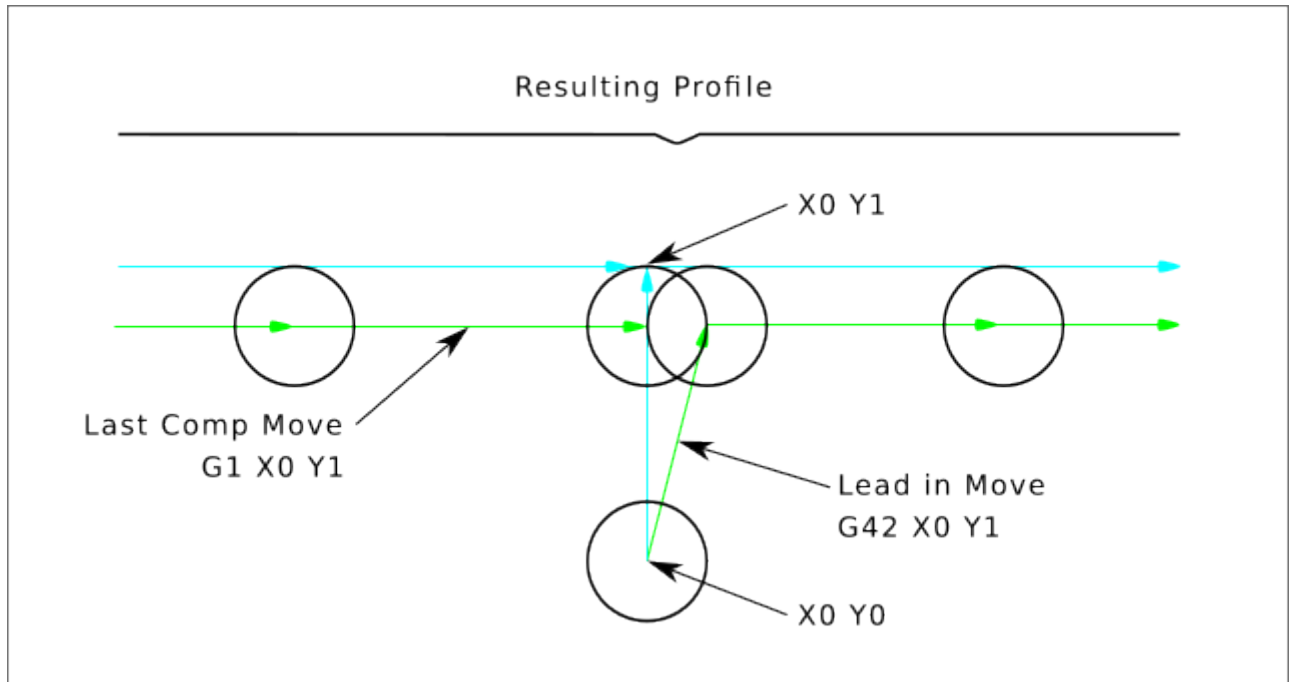 Resulting Profile
X0 Y1
Last Comp Move
G1 X0 Y1
Lead in Move
G42 X0 Y1
X0 Y0